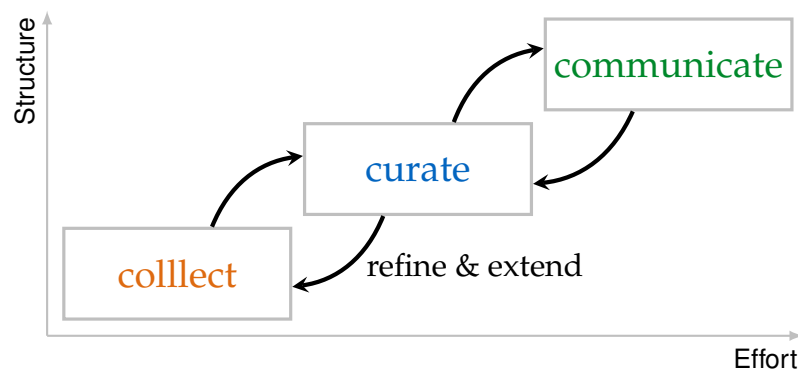 Structure
communicate
curate
colllect
refine & extend
Effort